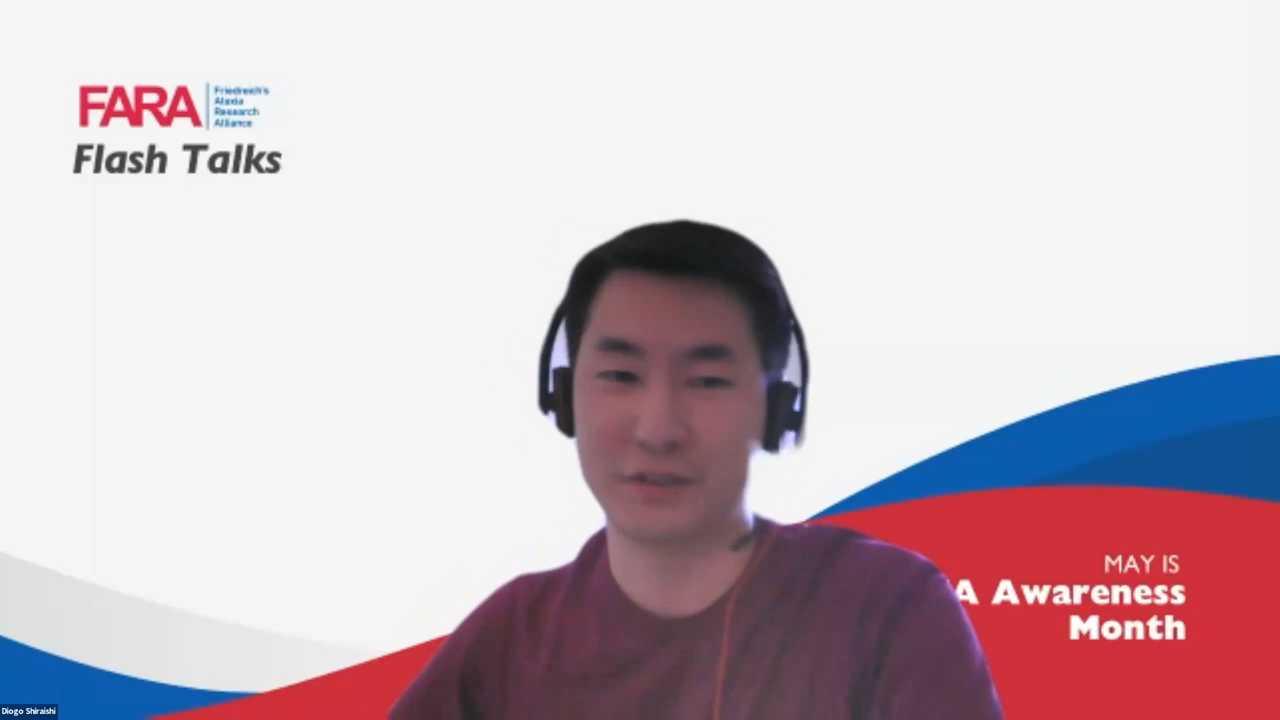 FARA
Friedreich's
Ataxia
Research
Alliance
Flash Talks
MAY IS
A Awareness
Month
Diogo Shiraishi